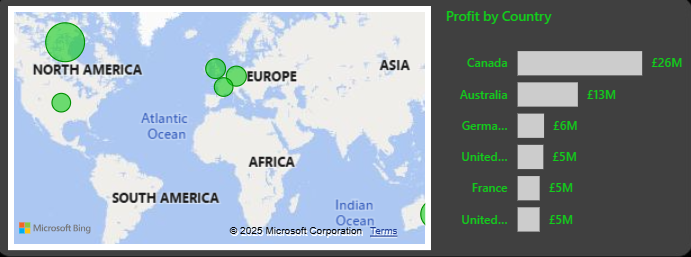 Profit by Country
NORTH AMERICA
EUROPE
ASIA
Atlantic
Ocean
AFRICA
SOUTH AMERICA
Indian
Ocean
Microsoft Bing
© 2025 Microsoft Corporation Terms
Canada £26M
Australia £13M
Germa... £6M
United... £5M
France £5M
United... £5M